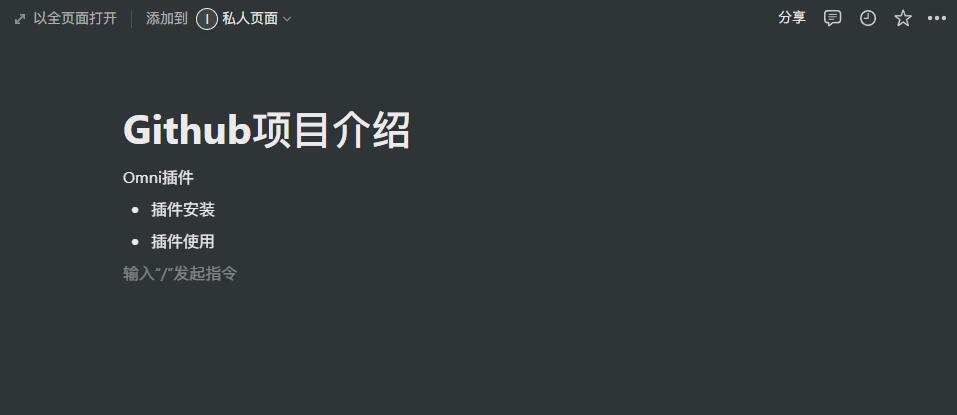 以全页面打开 添加到 I 私人页面 分享
Github项目介绍
Omni插件
• 插件安装
• 插件使用
输入“/”发起指令